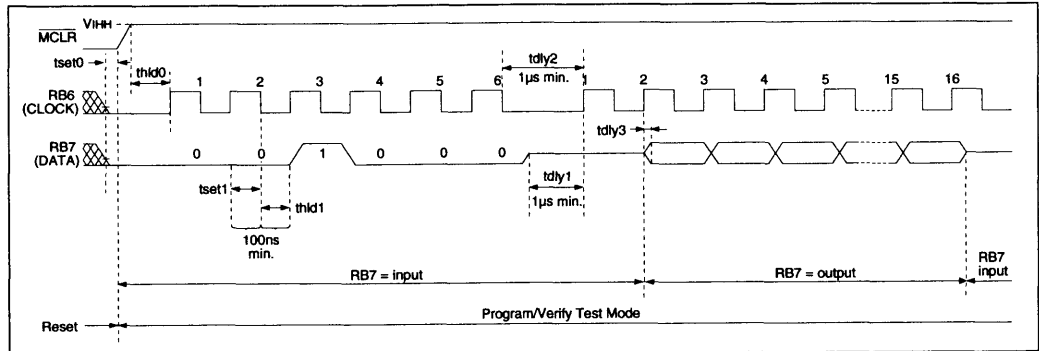 VIHH
MCLR
tset0
thld0
tdly2
1µs min.
1 2 3 4 5 6 1 2 3 4 5 15 16
RB6
(CLOCK)
tdly3
RB7
(DATA)
0 0 1 0 0 0
tset1
thld1
tdly1
1µs min.
100ns
min.
RB7 = input
RB7 = output
RB7
input
Reset
Program/Verify Test Mode